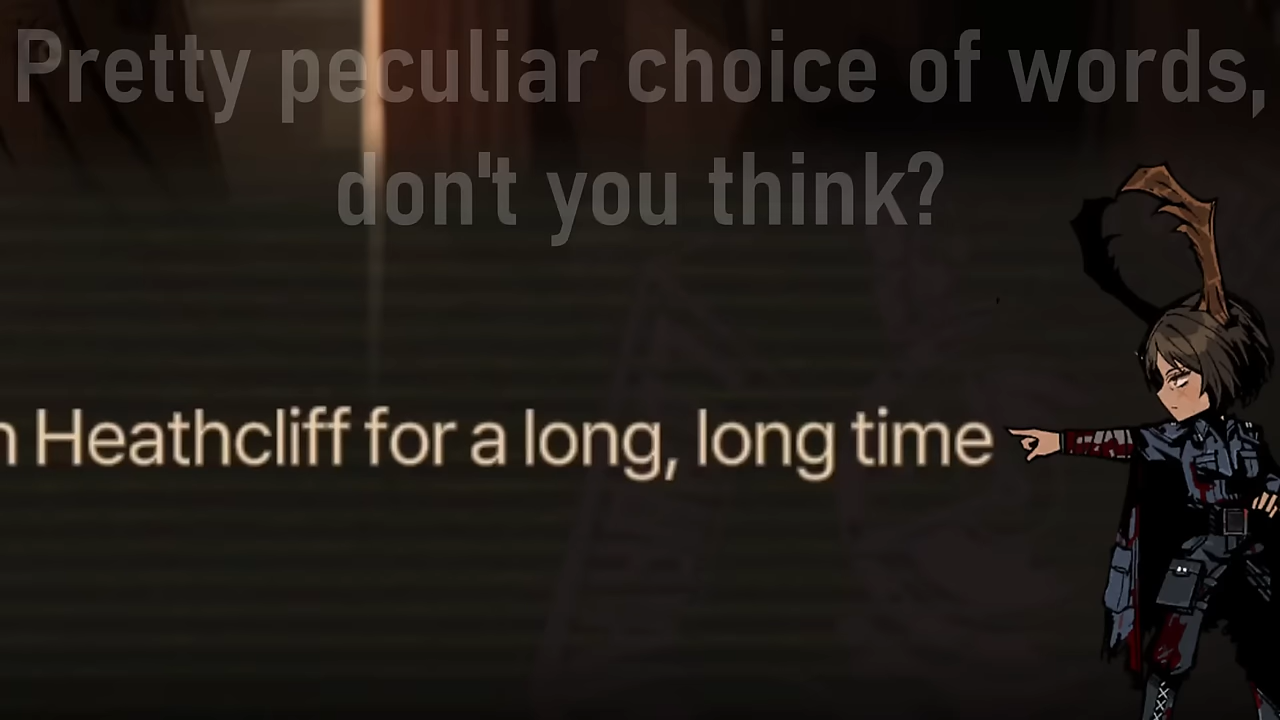 Pretty peculiar choice of words,
don't you think?
n Heathcliff for a long, long time